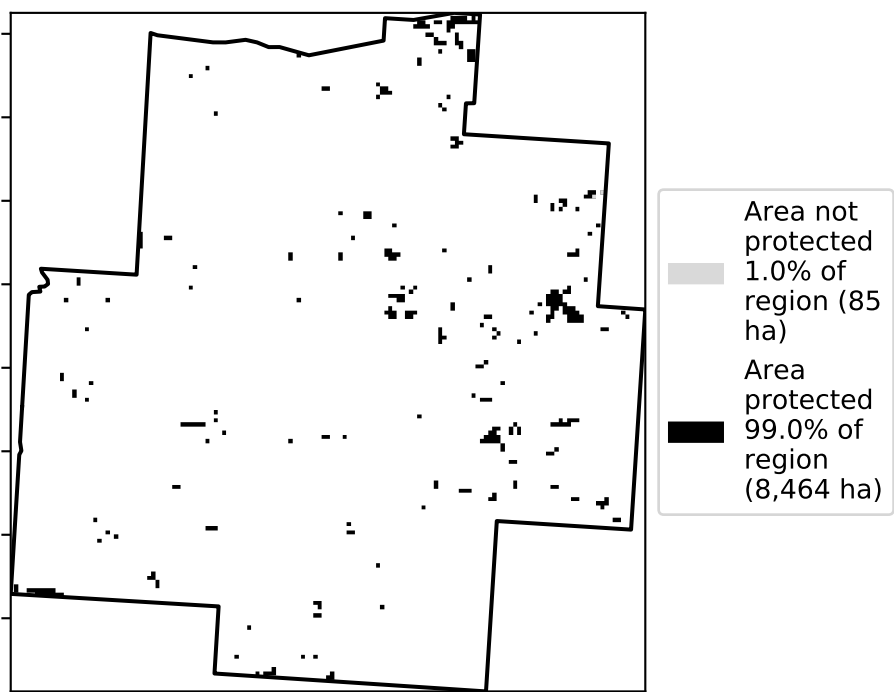 Area not
protected
1.0% of
region (85
ha)
Area
protected
99.0% of
region
(8,464 ha)